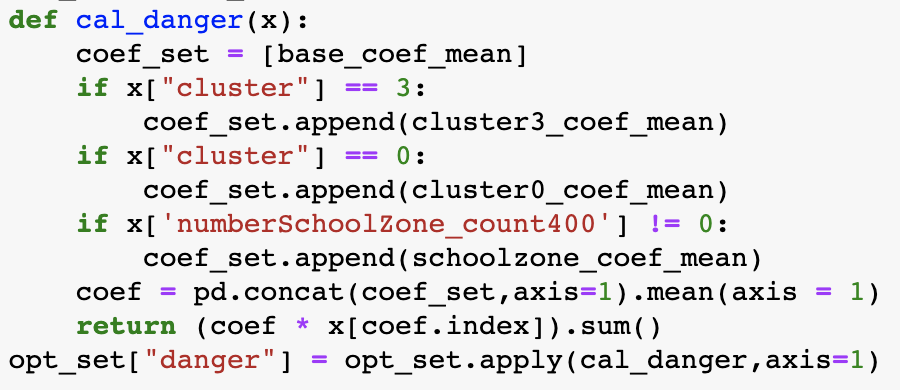 def cal_danger(x):
    coef_set = [base_coef_mean]
    if x["cluster"] == 3:
        coef_set.append(cluster3_coef_mean)
    if x["cluster"] == 0:
        coef_set.append(cluster0_coef_mean)
    if x['numberSchoolZone_count400'] != 0:
        coef_set.append(schoolzone_coef_mean)
    coef = pd.concat(coef_set,axis=1).mean(axis = 1)
    return (coef * x[coef.index]).sum()
opt_set["danger"] = opt_set.apply(cal_danger,axis=1)